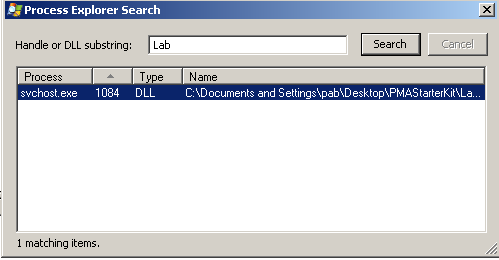 Process Explorer Search
Handle or DLL substring: Lab Search Cancel
Process Type Name
svchost.exe 1084 DLL C:\Documents and Settings\pab\Desktop\PMAStarterKit\La...
1 matching items.